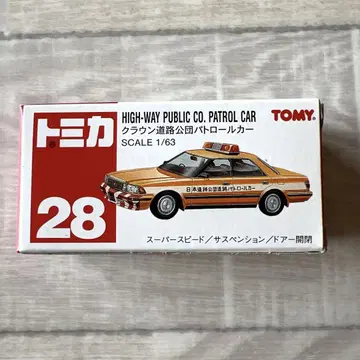 トミカ
28
HIGH-WAY PUBLIC CO. PATROL CAR
TOMY
クラウン道路公団パトロールカー
SCALE 1/63
日本道路公団道路パトロールカー
スーパースピード/サスペンション/ドアー開閉